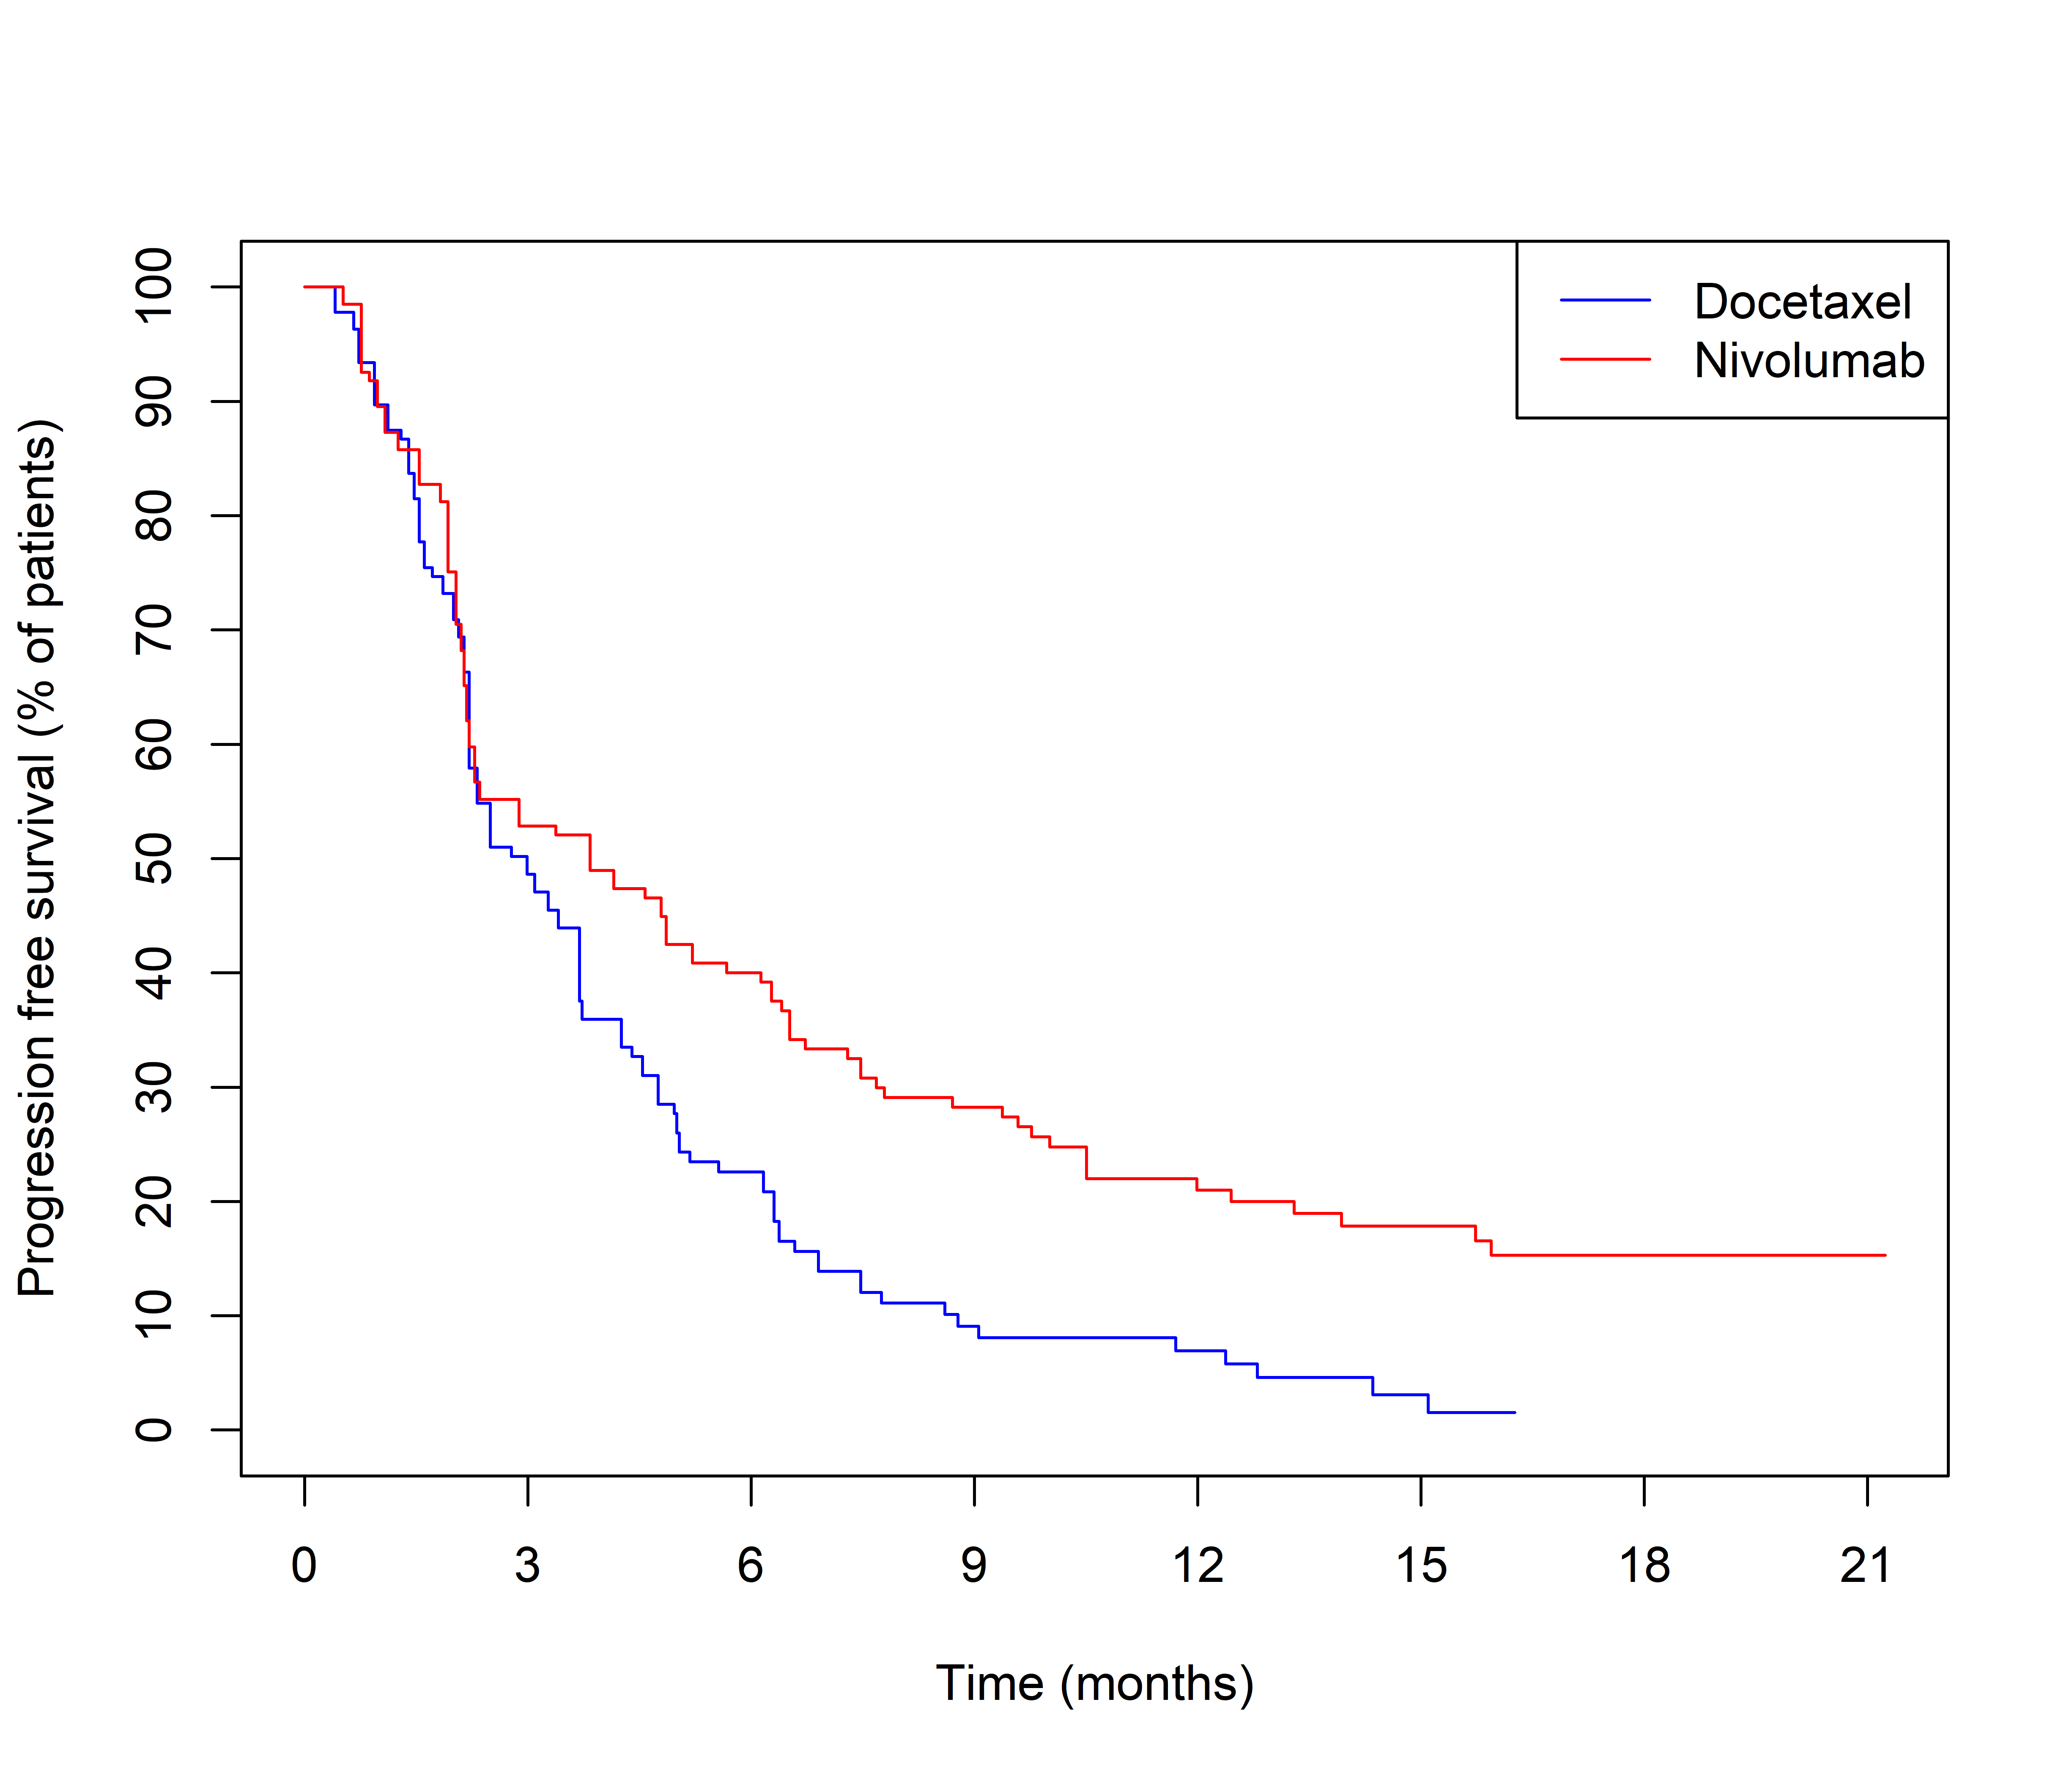 Docetaxel
Nivolumab
Progression free survival (% of patients)
100
90
80
70
60
50
40
30
20
10
0
0 3 6 9 12 15 18 21
Time (months)